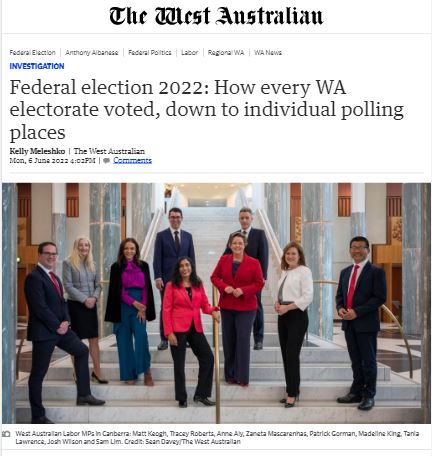 The West Australian
Federal Election | Anthony Albanese | Federal Politics | Labor | Regional WA | WA News
INVESTIGATION
Federal election 2022: How every WA
electorate voted, down to individual polling
places
Kelly Meleshko | The West Australian
Mon, 6 June 2022 4:02PM | Comments
West Australian Labor MPs in Canberra: Matt Keogh, Tracey Roberts, Anne Aly, Zaneta Mascarenhas, Patrick Gorman, Madeline King, Tania
Lawrence, Josh Wilson and Sam Lim. Credit: Sean Davey/The West Australian